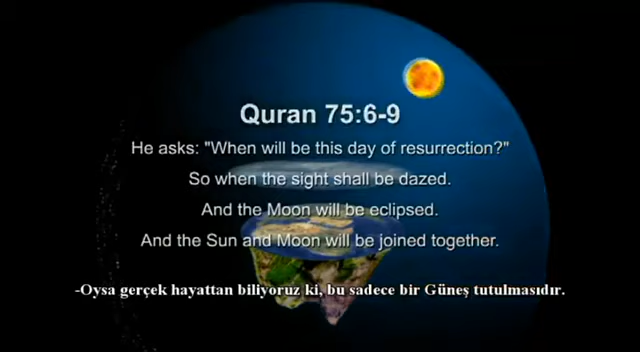 Quran 75:6-9
He asks: "When will be this day of resurrection?"
So when the sight shall be dazed.
And the Moon will be eclipsed.
And the Sun and Moon will be joined together.
-Oysa gerçek hayattan biliyoruz ki, bu sadece bir Güneş tutulmasıdır.